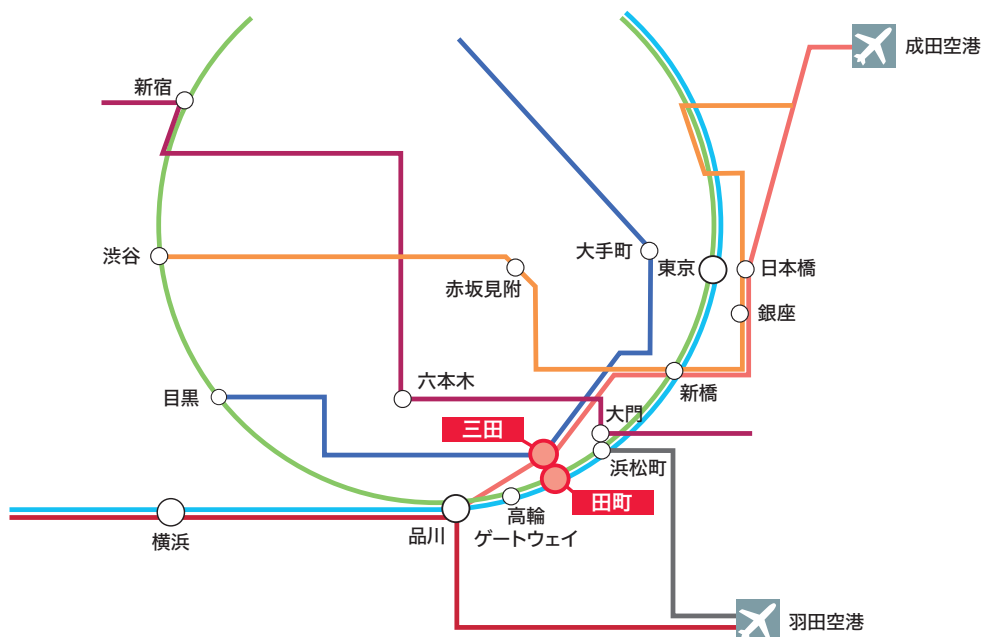 成田空港
新宿
渋谷
大手町
東京
日本橋
赤坂見附
銀座
目黒
六本木
新橋
大門
三田
浜松町
田町
品川
高輪
ゲートウェイ
横浜
羽田空港